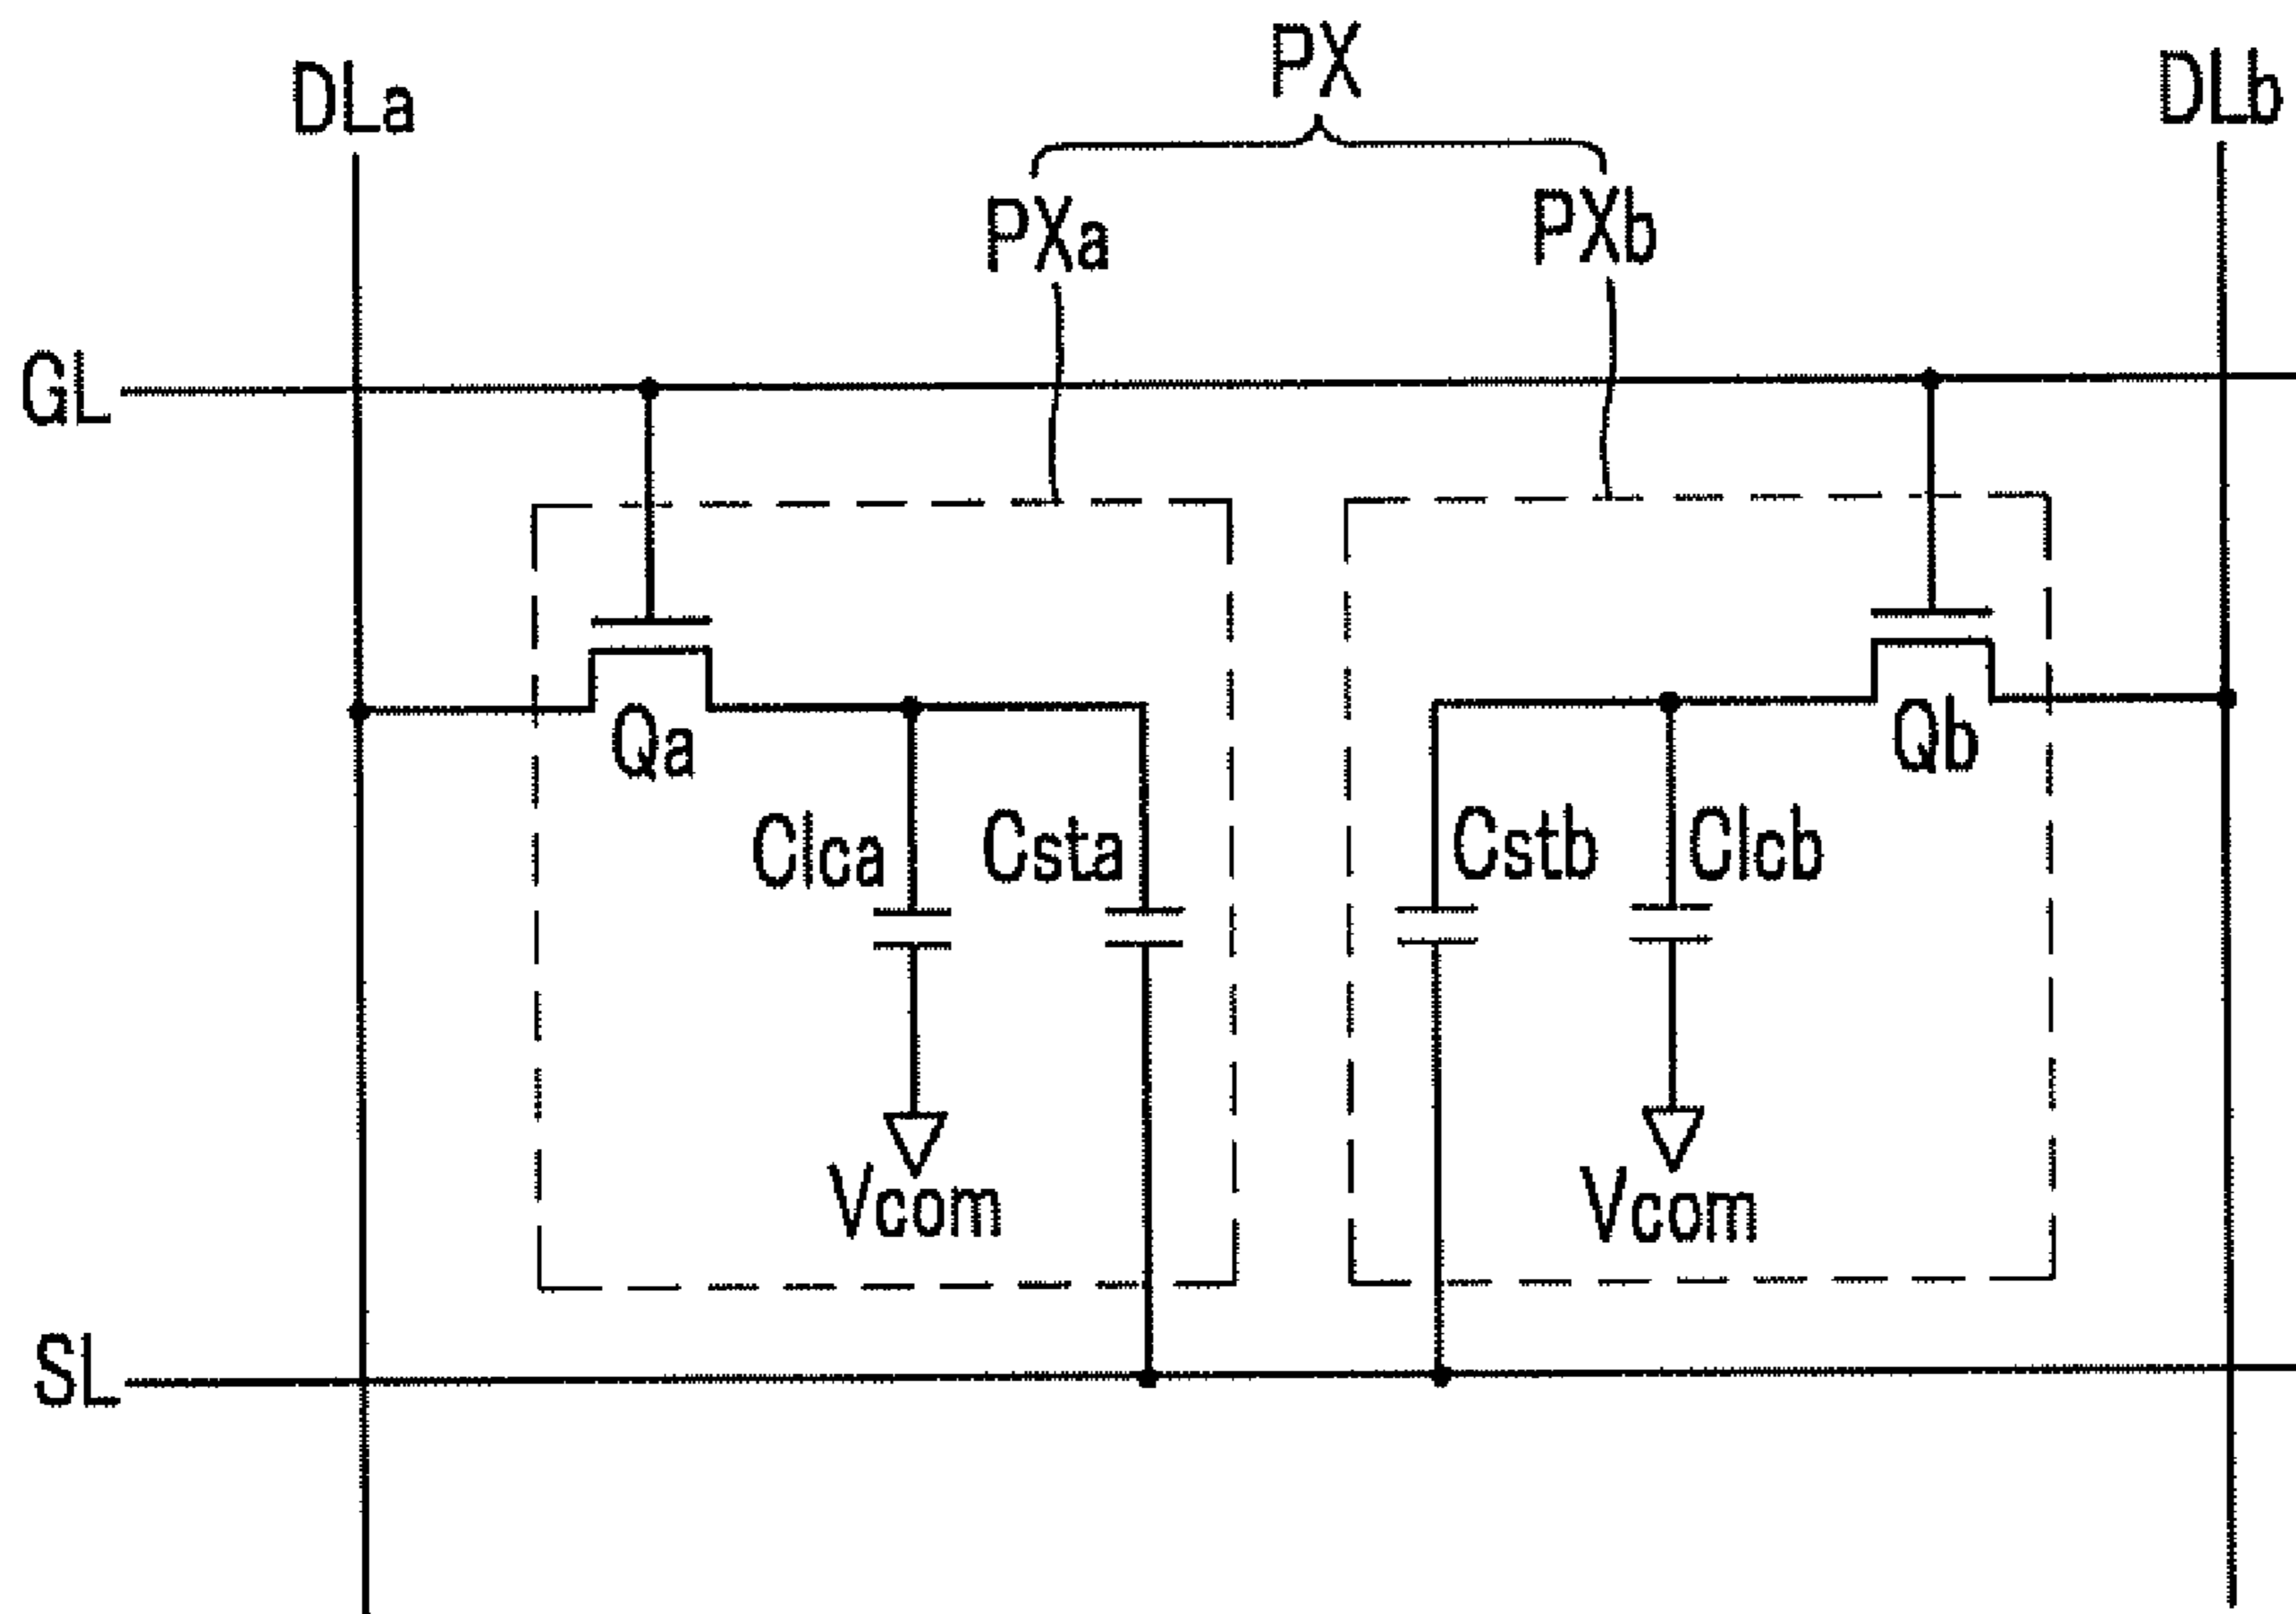 PX
DLa
DLb
PXa
PXb
GL
Qa
Qb
Clca
Csta
Cstb
Clcb
Vcom
Vcom
SL